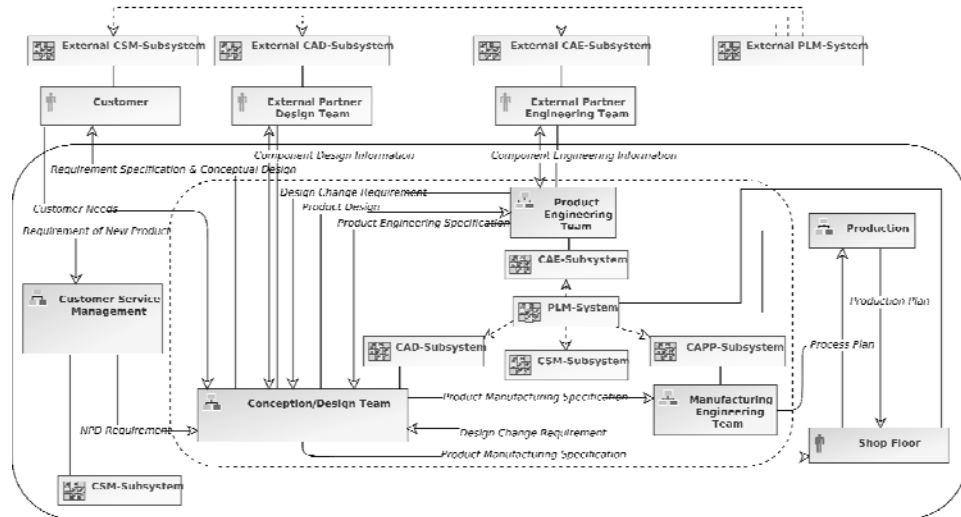 External CSM-Subsystem
External CAD-Subsystem
External CAE-Subsystem
External PLM-System
Customer
External Partner
Design Team
External Partner
Engineering Team
Component Design Information
Component Engineering Information
Requirement Specification & Conceptual Design
Design Change Requirement
Product Design
Product Engineering Specification
Product
Engineering
Team
Customer Needs
Requirement of New Product
Production
CAE-Subsystem
Customer Service
Management
PLM-System
Production Plan
CAD-Subsystem
CSM-Subsystem
CAPP-Subsystem
Process Plan
Conception/Design Team
Product Manufacturing Specification
Manufacturing
Engineering
Team
NPD Requirement
Design Change Requirement
Product Manufacturing Specification
Shop Floor
CSM-Subsystem